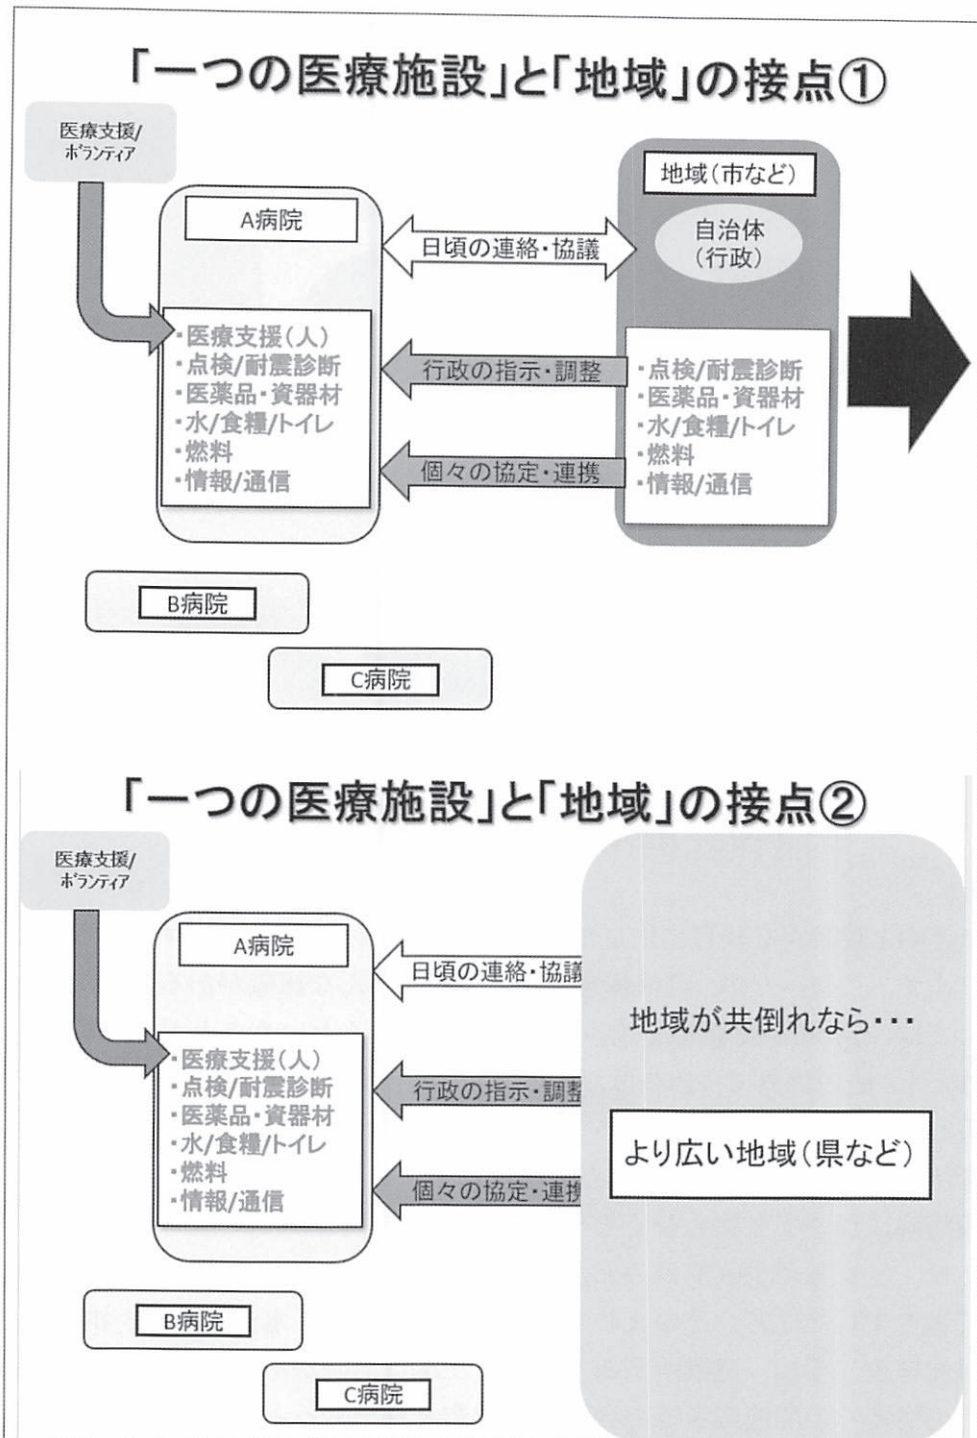 「一つの医療施設」と「地域」の接点①
医療支援/
ボランティア
A病院
・医療支援(人)
・点検/耐震診断
・医薬品・資器材
・水/食糧/トイレ
・燃料
・情報/通信
日頃の連絡・協議
行政の指示・調整
個々の協定・連携
地域(市など)
自治体
(行政)
・点検/耐震診断
・医薬品・資器材
・水/食糧/トイレ
・燃料
・情報/通信
B病院
C病院
「一つの医療施設」と「地域」の接点②
医療支援/
ボランティア
A病院
・医療支援(人)
・点検/耐震診断
・医薬品・資器材
・水/食糧/トイレ
・燃料
・情報/通信
日頃の連絡・協議
行政の指示・調整
個々の協定・連携
地域が共倒れなら・・・
より広い地域(県など)
B病院
C病院